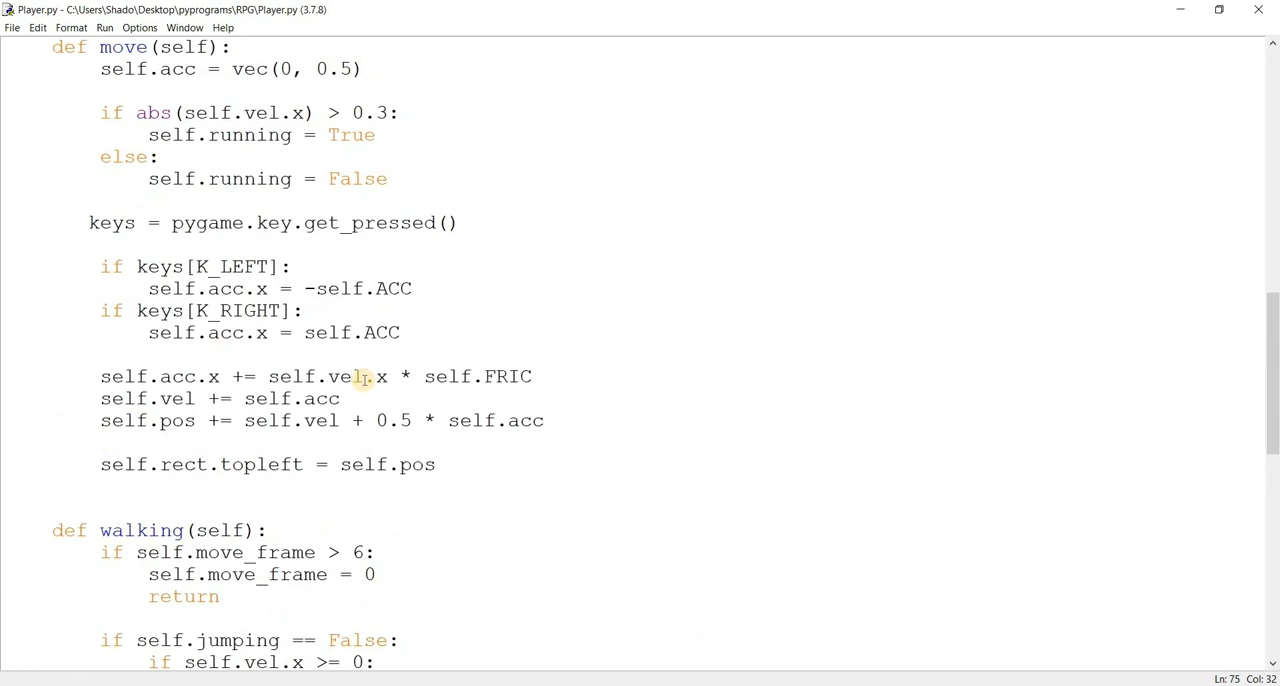 Player.py - C:\Users\Shado\Desktop\pyprograms\RPG\Player.py (3.7.8)
File Edit Format Run Options Window Help
def move(self):
self.acc = vec(0, 0.5)
if abs(self.vel.x) > 0.3:
self.running = True
else:
self.running = False
keys = pygame.key.get_pressed()
if keys[K_LEFT]:
self.acc.x = -self.ACC
if keys[K_RIGHT]:
self.acc.x = self.ACC
self.acc.x += self.vel.x * self.FRIC
self.vel += self.acc
self.pos += self.vel + 0.5 * self.acc
self.rect.topleft = self.pos
def walking(self):
if self.move_frame > 6:
self.move_frame = 0
return
if self.jumping == False:
if self.vel.x >= 0:
Ln: 75 Col: 32